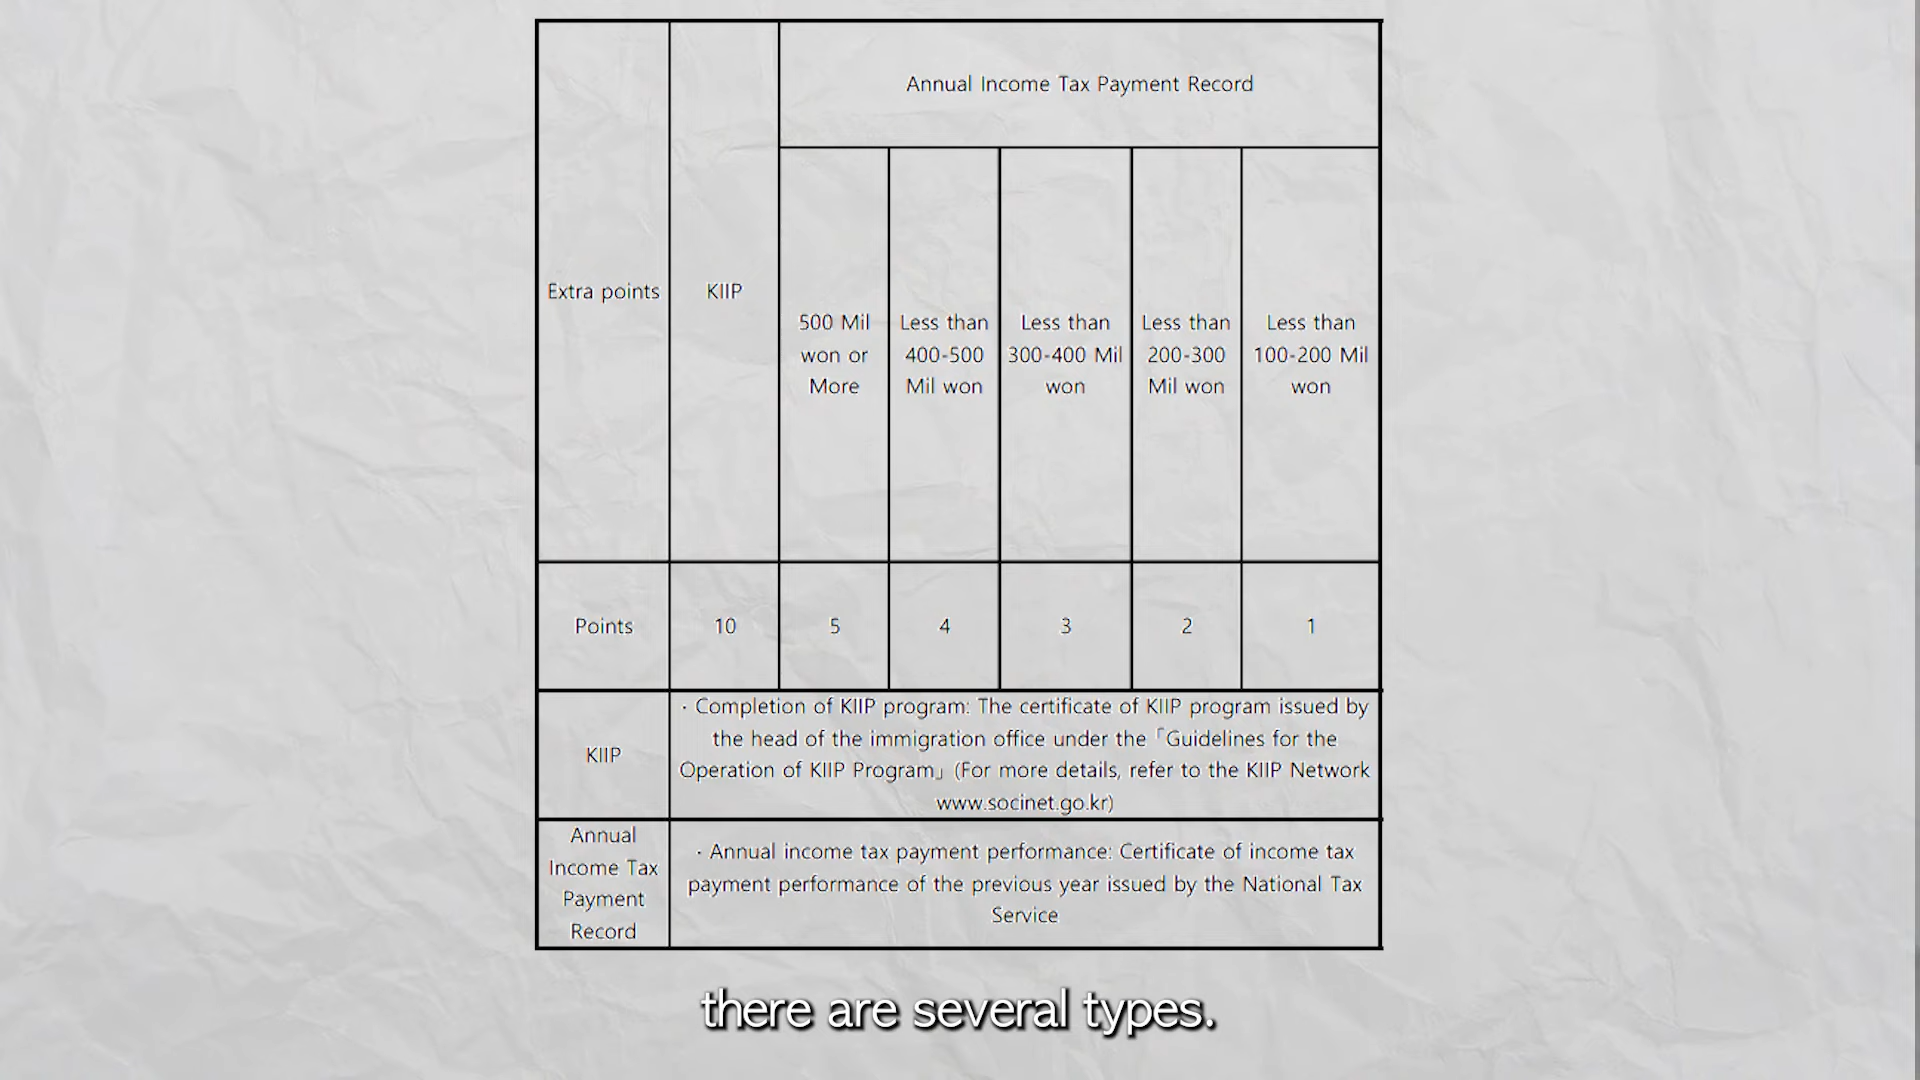 Annual Income Tax Payment Record
Extra points
KIIP
500 Mil
won or
More
Less than
400-500
Mil won
Less than
300-400 Mil
won
Less than
200-300
Mil won
Less than
100-200 Mil
won
Points
10
5
4
3
2
1
KIIP
· Completion of KIIP program: The certificate of KIIP program issued by
the head of the immigration office under the「Guidelines for the
Operation of KIIP Program」(For more details, refer to the KIIP Network
www.socinet.go.kr)
Annual
Income Tax
Payment
Record
· Annual income tax payment performance: Certificate of income tax
payment performance of the previous year issued by the National Tax
Service
there are several types.